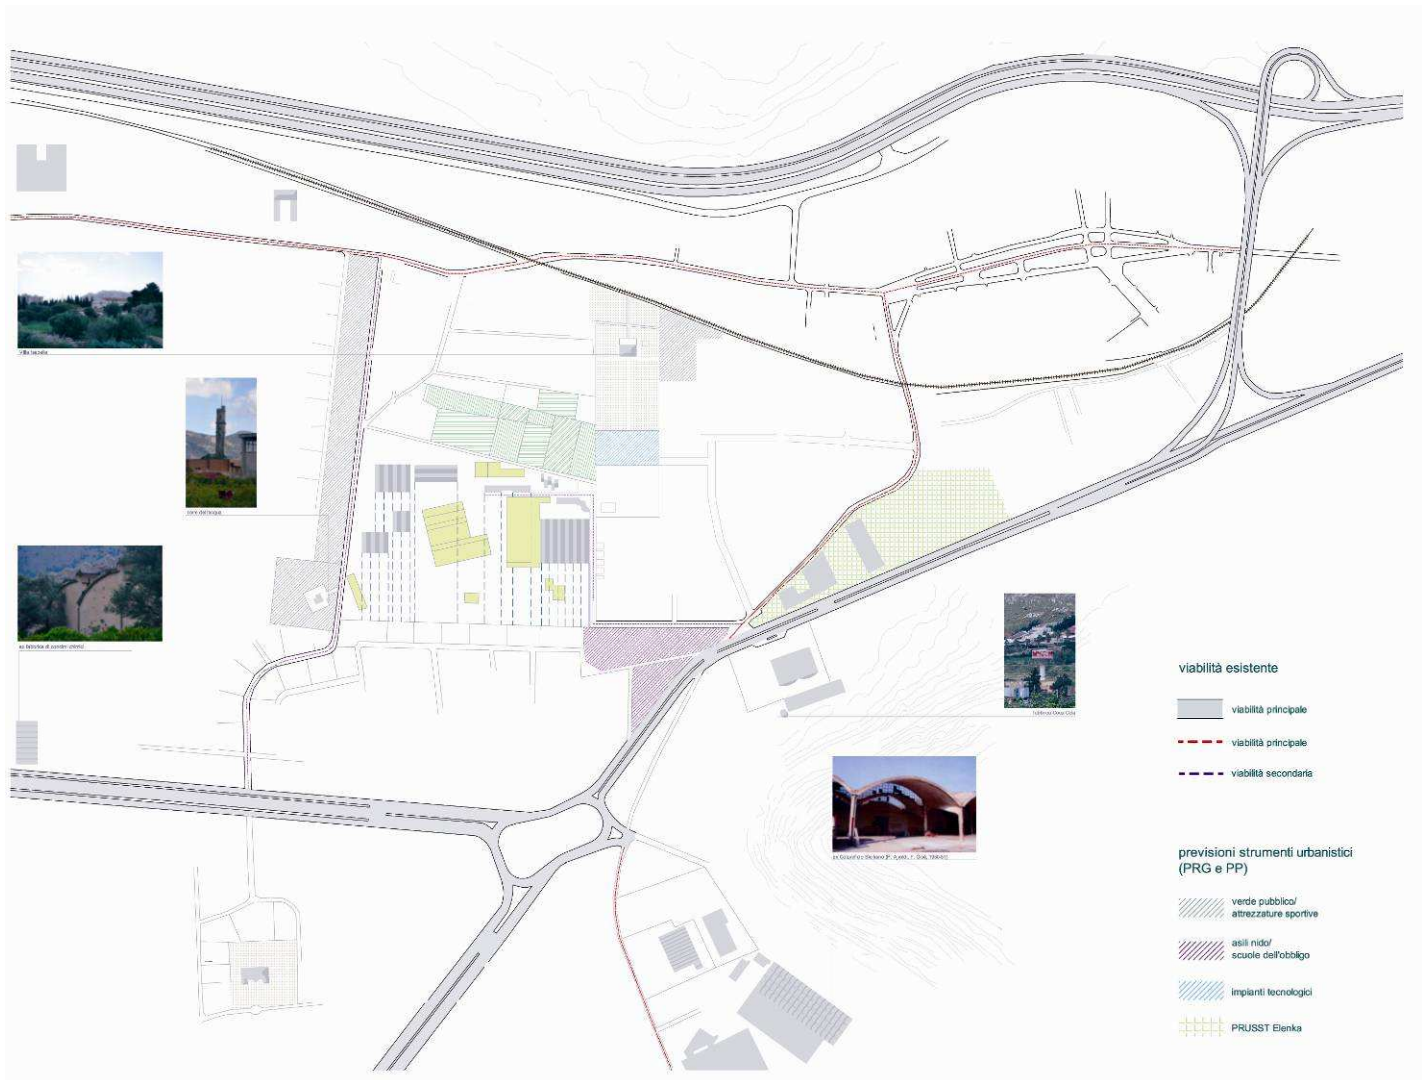 viabilità esistente
viabilità principale
viabilità principale
viabilità secondaria
previsioni strumenti urbanistici
(PRG e PP)
verde pubblico/
attrezzature sportive
asili nido/
scuole dell'obbligo
impianti tecnologici
PRUSST Elenka